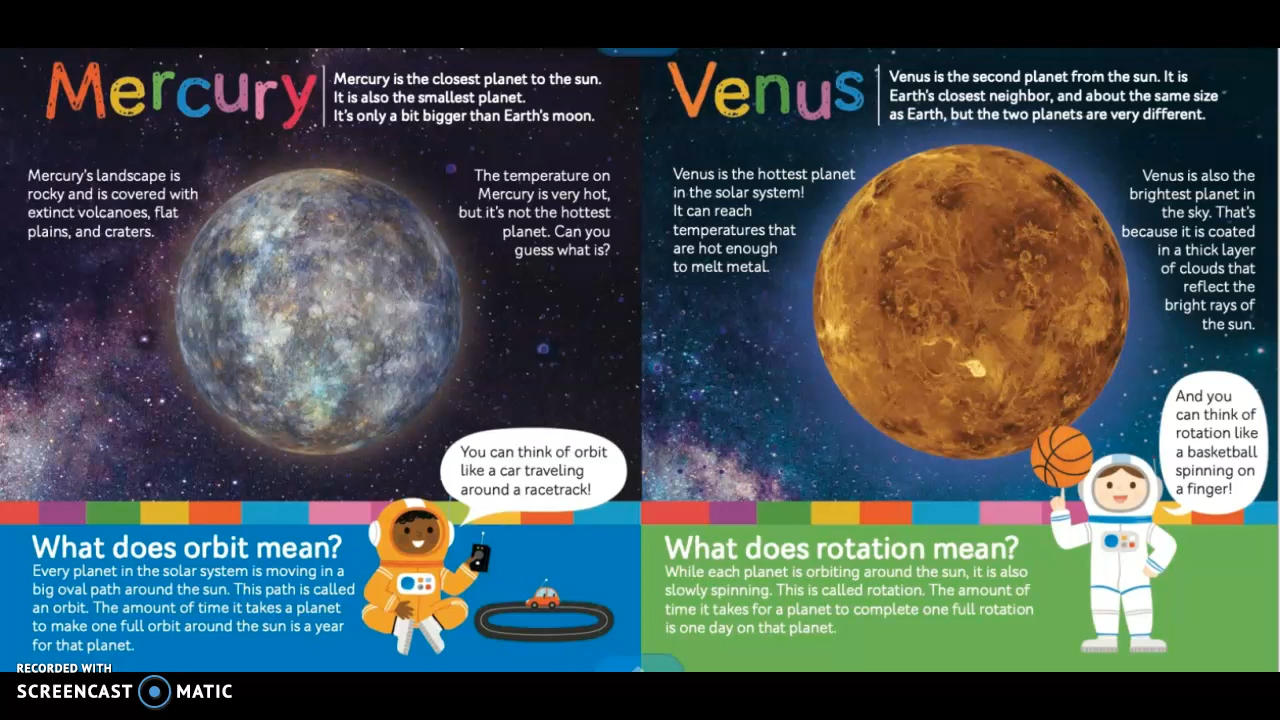 Mercury
Mercury is the closest planet to the sun.
It is also the smallest planet.
It's only a bit bigger than Earth's moon.
Mercury's landscape is
rocky and is covered with
extinct volcanoes, flat
plains, and craters.
The temperature on
Mercury is very hot,
but it's not the hottest
planet. Can you
guess what is?
You can think of orbit
like a car traveling
around a racetrack!
What does orbit mean?
Every planet in the solar system is moving in a
big oval path around the sun. This path is called
an orbit. The amount of time it takes a planet
to make one full orbit around the sun is a year
for that planet.
Venus
Venus is the second planet from the sun. It is
Earth's closest neighbor, and about the same size
as Earth, but the two planets are very different.
Venus is the hottest planet
in the solar system!
It can reach
temperatures that
are hot enough
to melt metal.
Venus is also the
brightest planet in
the sky. That's
because it is coated
in a thick layer
of clouds that
reflect the
bright rays of
the sun.
And you
can think of
rotation like
a basketball
spinning on
a finger!
What does rotation mean?
While each planet is orbiting around the sun, it is also
slowly spinning. This is called rotation. The amount of
time it takes for a planet to complete one full rotation
is one day on that planet.
RECORDED WITH
SCREENCAST MATIC